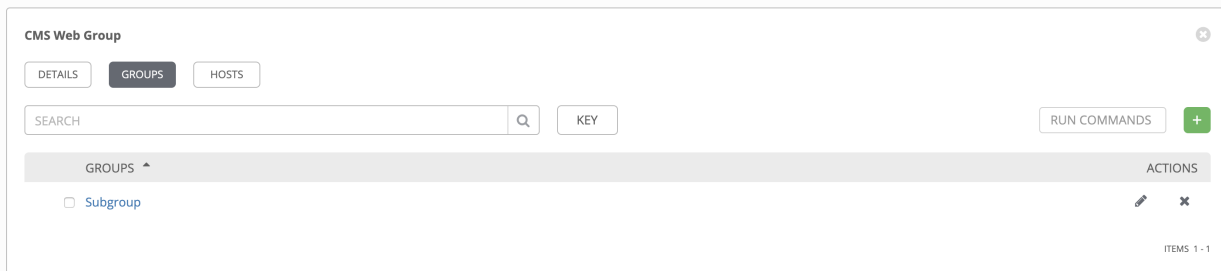 CMS Web Group
DETAILS GROUPS HOSTS
SEARCH KEY RUN COMMANDS +
GROUPS ACTIONS
Subgroup
ITEMS 1 - 1